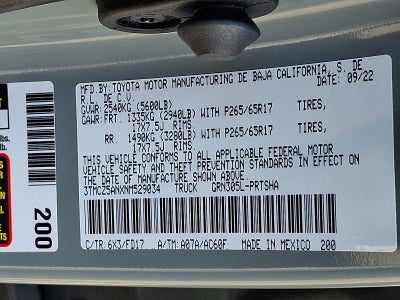 MFD.BY:TOYOTA MOTOR MANUFACTURING DE BAJA CALIFORNIA, S. DE
R.L. DE C.V. 09/22
GVWR: 2540KG (5600LB)
GAWR: FRT. 1335KG (2940LB) WITH P265/65R17 TIRES,
17X7.5J RIMS
RR. 1490KG (3280LB) WITH P265/65R17 TIRES,
17X7.5J RIMS
THIS VEHICLE CONFORMS TO ALL APPLICABLE FEDERAL MOTOR
VEHICLE SAFETY AND THEFT PREVENTION STANDARDS IN EFFECT ON
THE DATE OF MANUFACTURE SHOWN ABOVE.
3TMCZ5ANXNM529034 TRUCK GRN305L-PRTSHA
C/TR: 6X3/FD17 A/TM: A07A/AC60F MADE IN MEXICO 200
200
lbs.